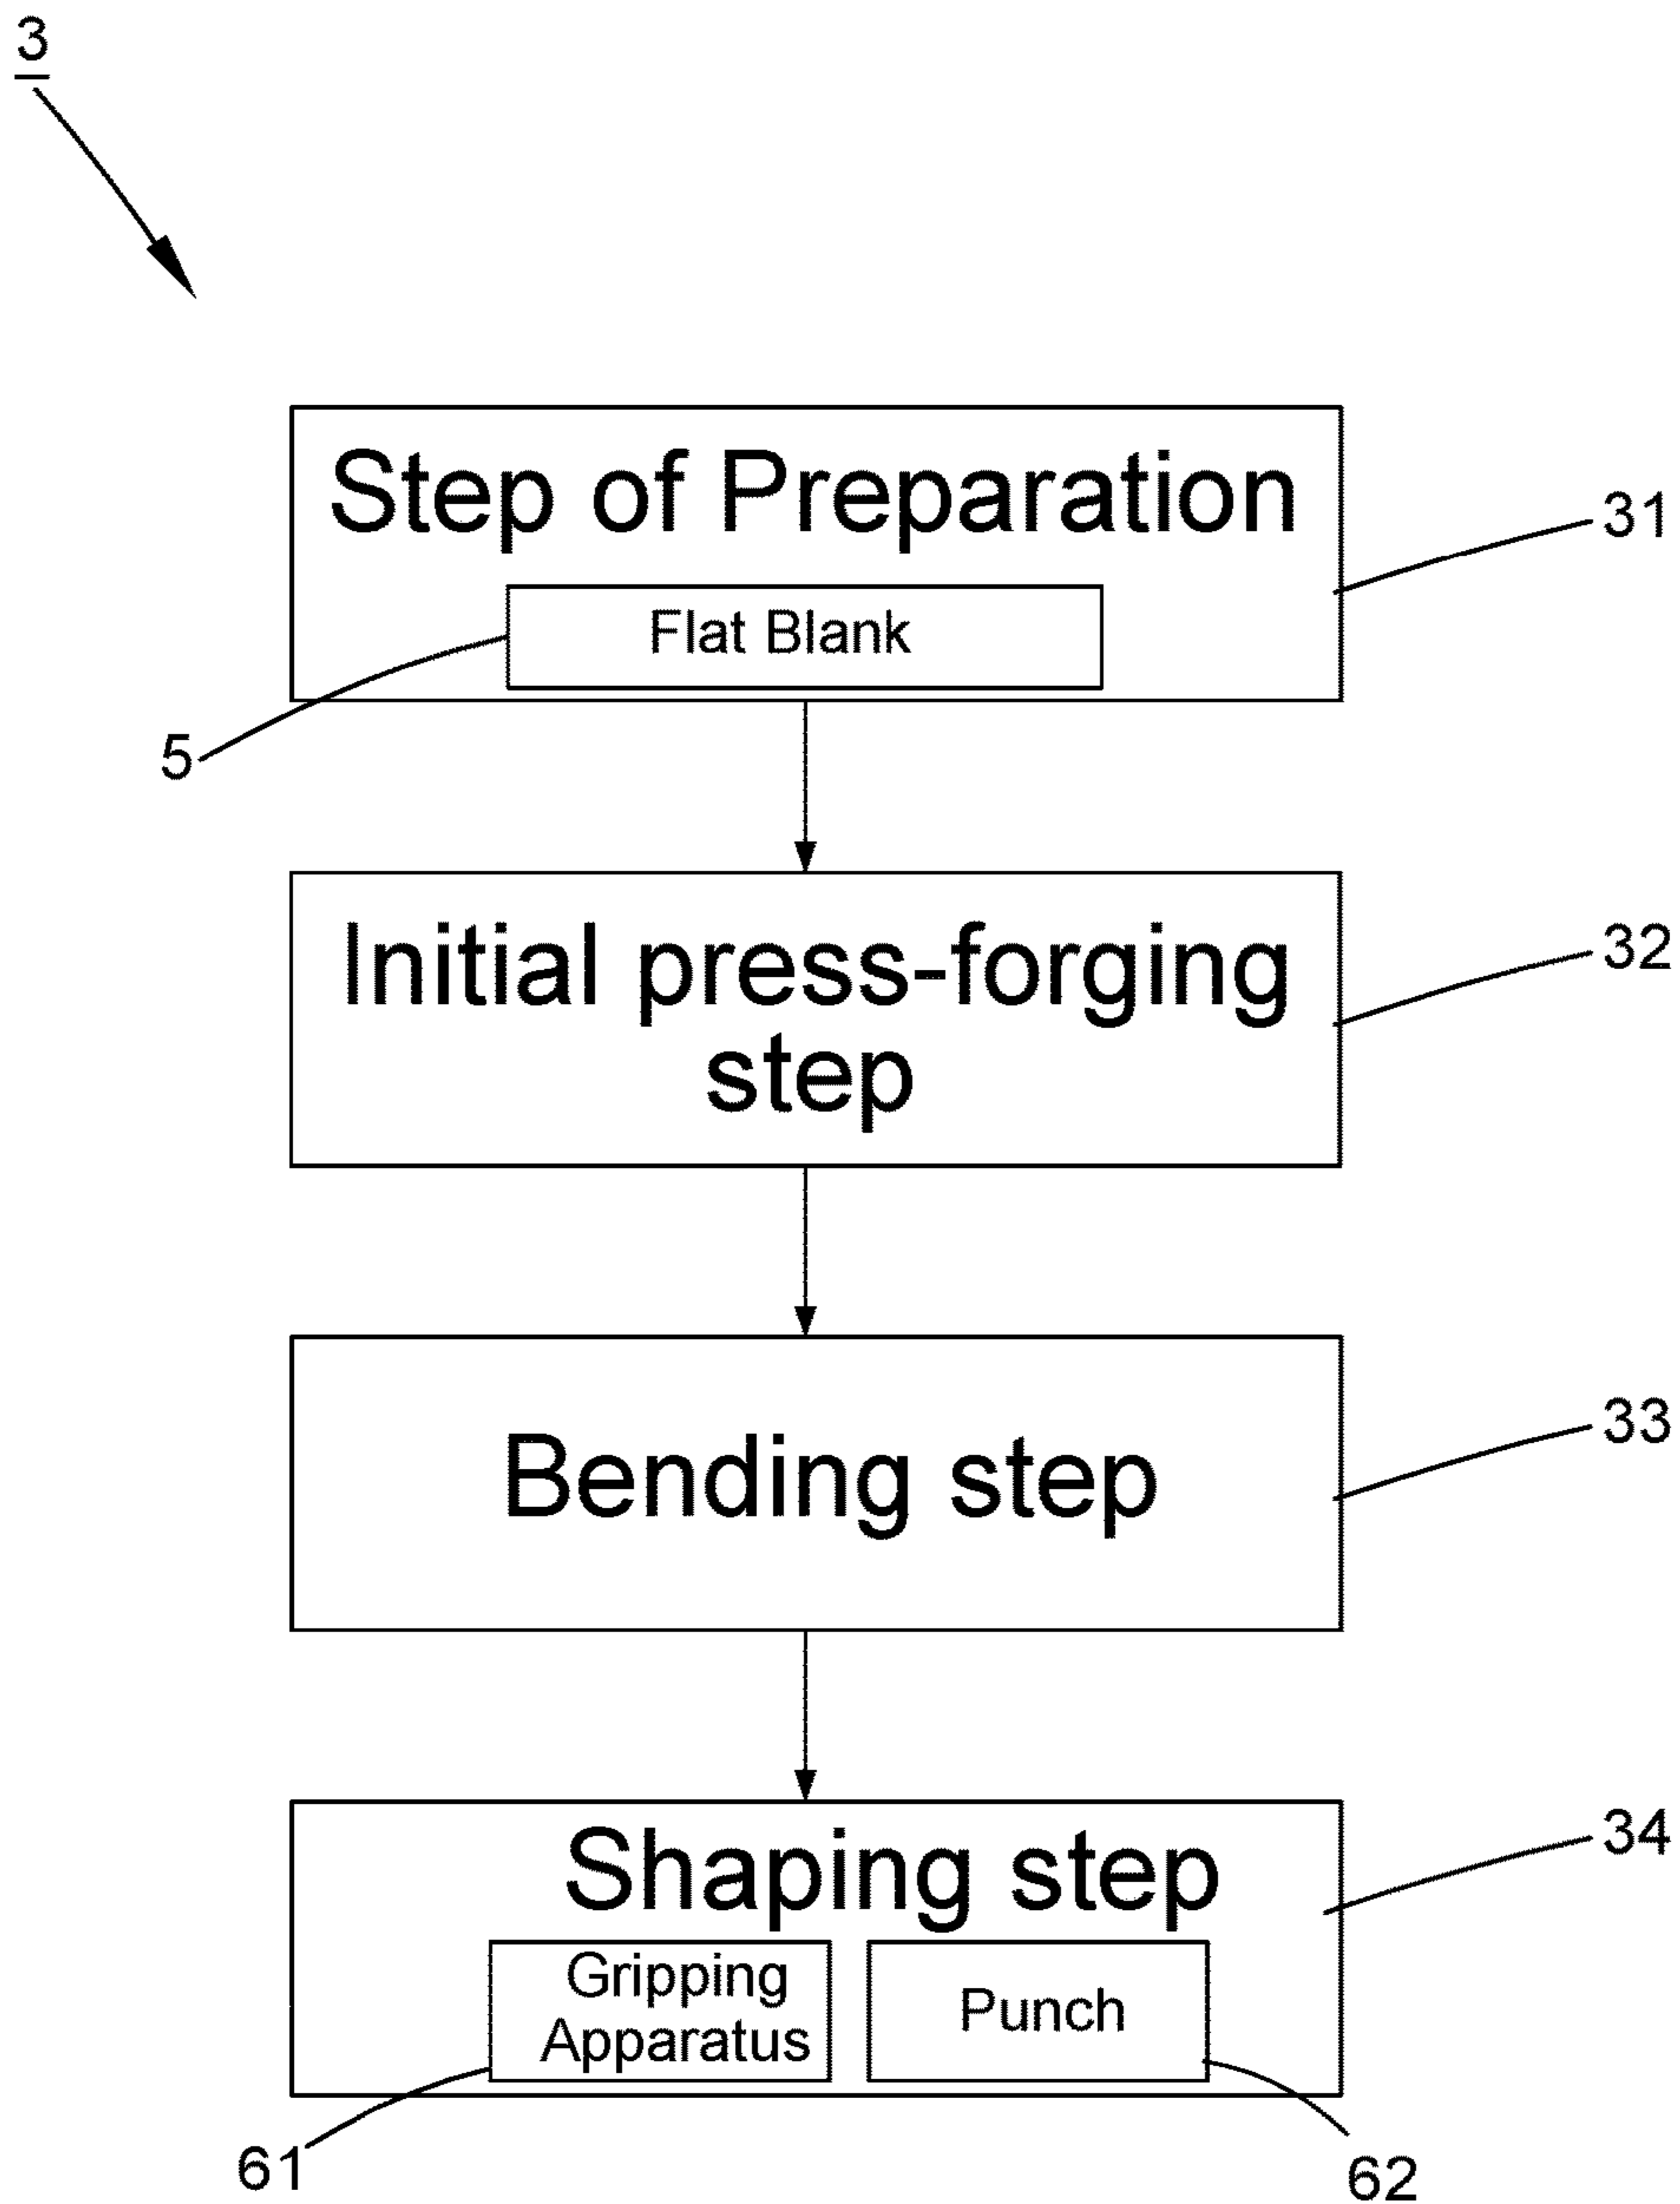 3
Step of Preparation
31
Flat Blank
5
Initial press-forging
step
32
Bending step
33
Shaping step
34
Gripping
Apparatus
Punch
61
62